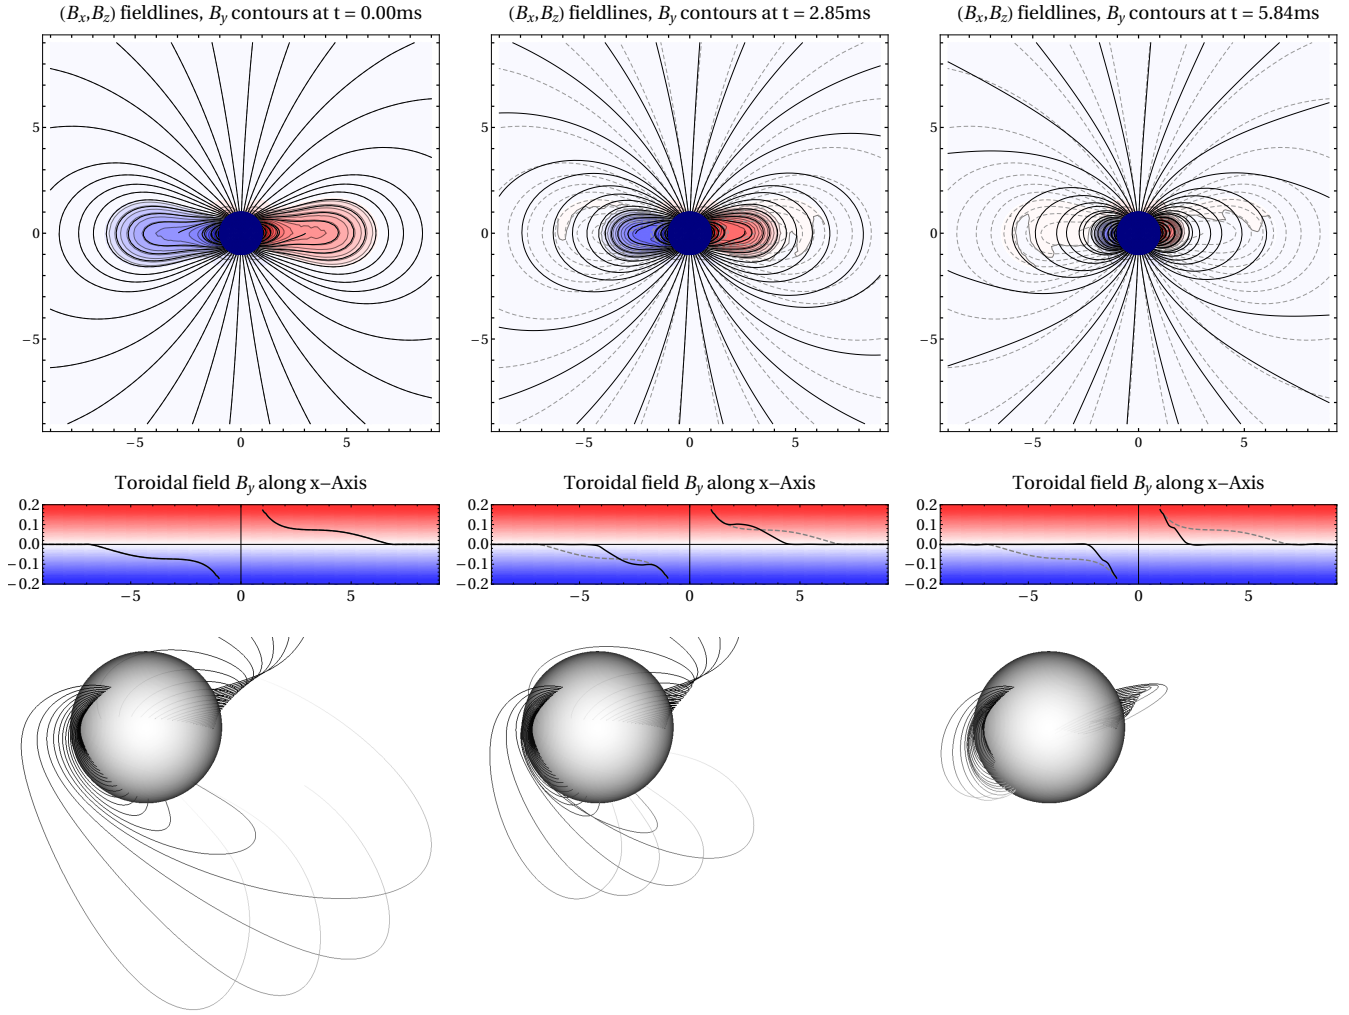 (Bx,Bz) fieldlines, By contours at t = 0.00ms
(Bx,Bz) fieldlines, By contours at t = 2.85ms
(Bx,Bz) fieldlines, By contours at t = 5.84ms
5
0
−5
−5 0 5
5
0
−5
−5 0 5
5
0
−5
−5 0 5
Toroidal field By along x−Axis
Toroidal field By along x−Axis
Toroidal field By along x−Axis
0.2
0.1
0.0
−0.1
−0.2
−5 0 5
0.2
0.1
0.0
−0.1
−0.2
−5 0 5
0.2
0.1
0.0
−0.1
−0.2
−5 0 5